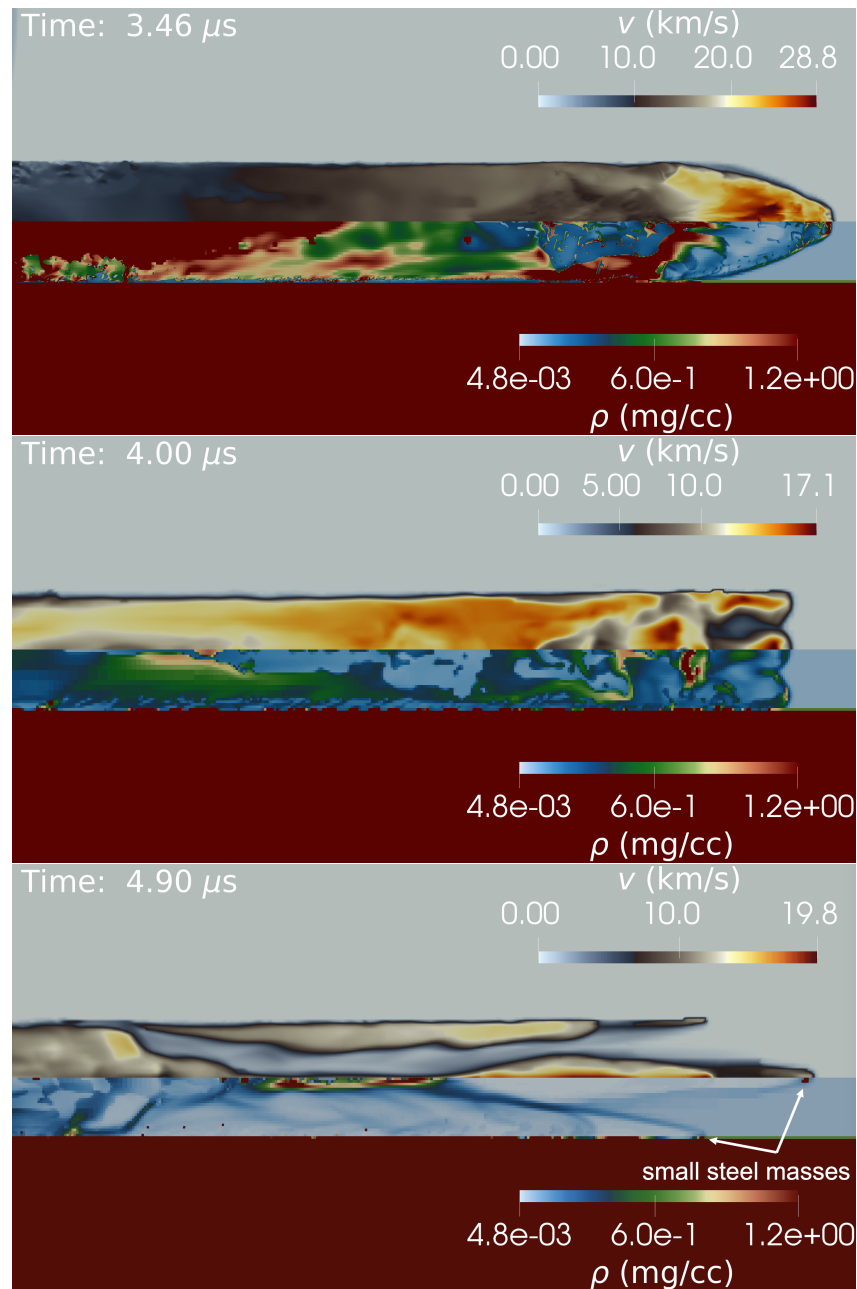 Time: 3.46 μs
v (km/s)
0.00 10.0 20.0 28.8
4.8e-03 6.0e-1 1.2e+00
ρ (mg/cc)
Time: 4.00 μs
v (km/s)
0.00 5.00 10.0 17.1
4.8e-03 6.0e-1 1.2e+00
ρ (mg/cc)
Time: 4.90 μs
v (km/s)
0.00 10.0 19.8
small steel masses
4.8e-03 6.0e-1 1.2e+00
ρ (mg/cc)